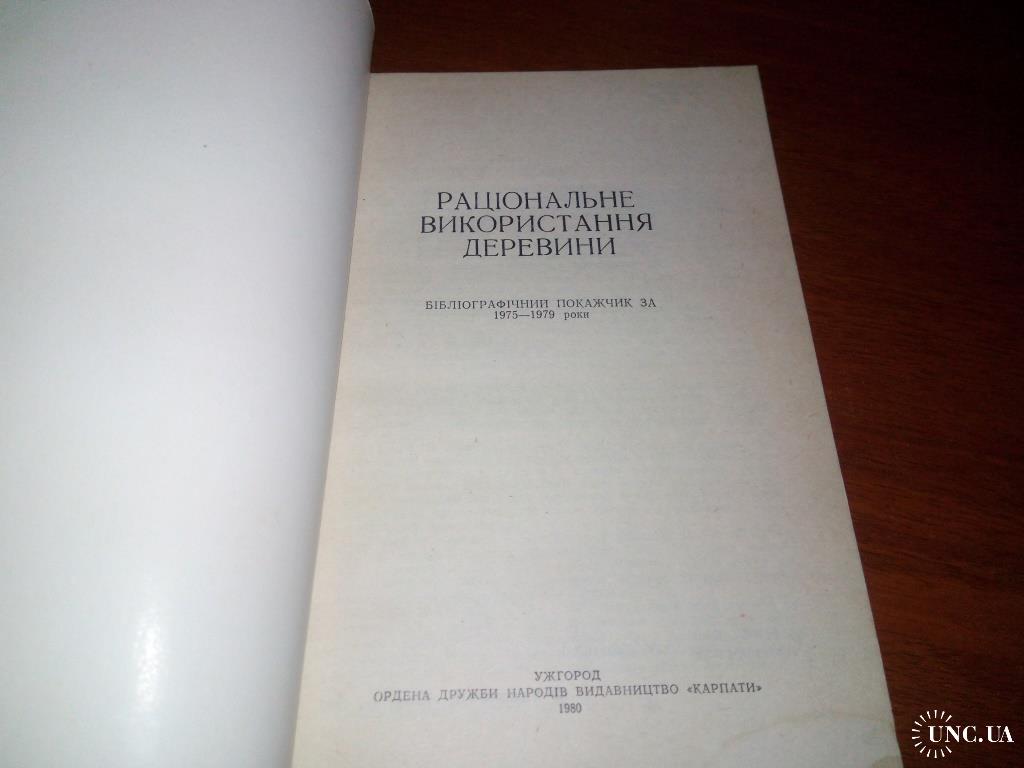 РАЦІОНАЛЬНЕ
ВИКОРИСТАННЯ
ДЕРЕВИНИ
БІБЛІОГРАФІЧНИЙ ПОКАЖЧИК ЗА
1975—1979 роки
УЖГОРОД
ОРДЕНА ДРУЖБИ НАРОДІВ ВИДАВНИЦТВО «КАРПАТИ»
1980
UNC.UA